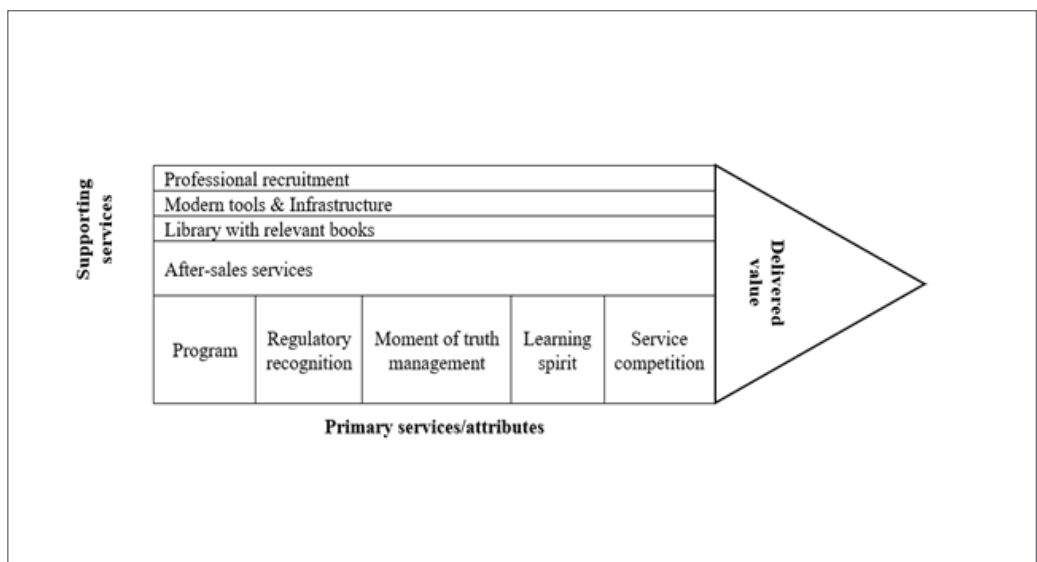 Supporting
services
Professional recruitment
Modern tools & Infrastructure
Library with relevant books
After-sales services
Program
Regulatory
recognition
Moment of truth
management
Learning
spirit
Service
competition
Delivered
value
Primary services/attributes